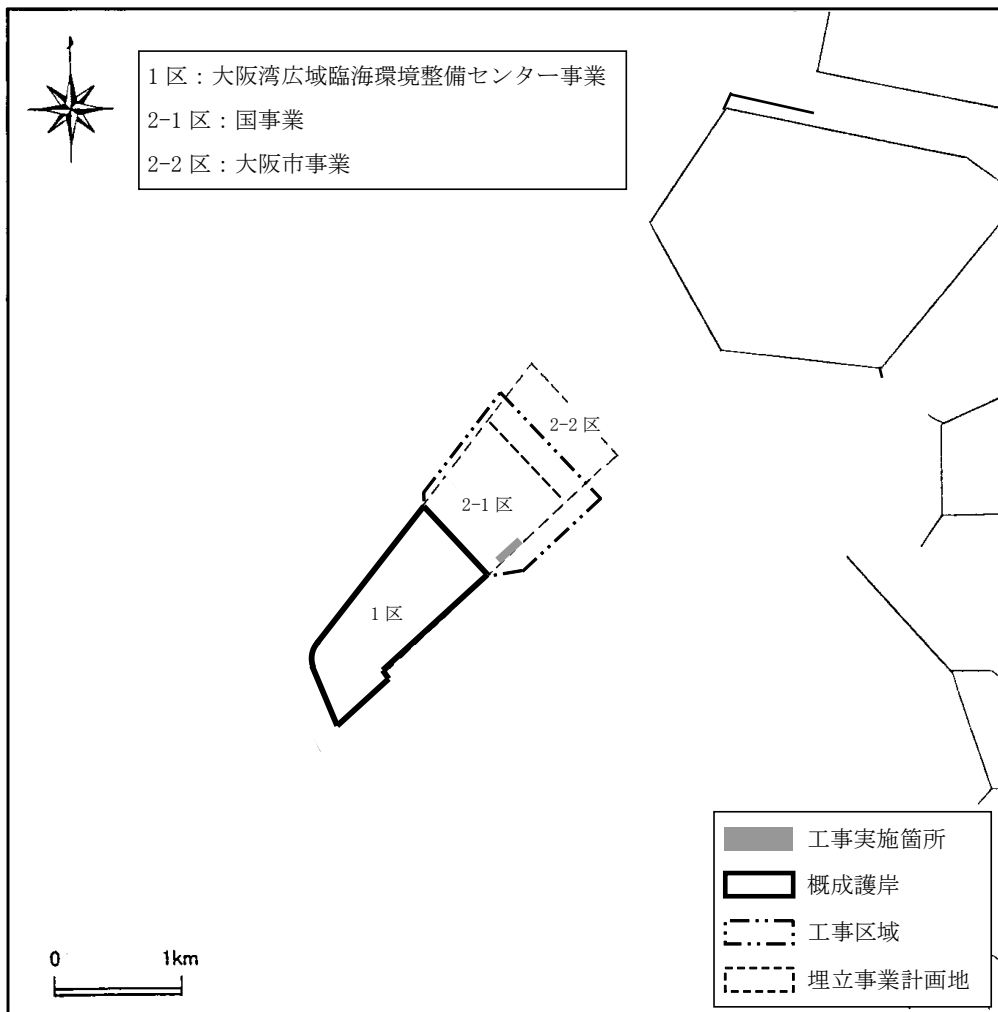 1区：大阪湾広域臨海環境整備センター事業
2-1区：国事業
2-2区：大阪市事業
2-2区
2-1区
1区
工事実施箇所
概成護岸
工事区域
埋立事業計画地
0 1km